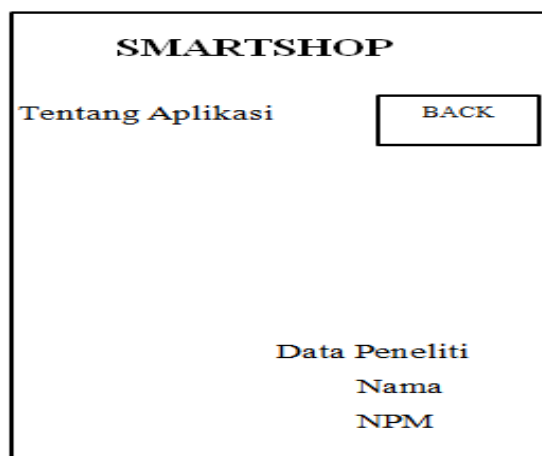 SMARTSHOP
Tentang Aplikasi BACK
Data Peneliti
Nama
NPM